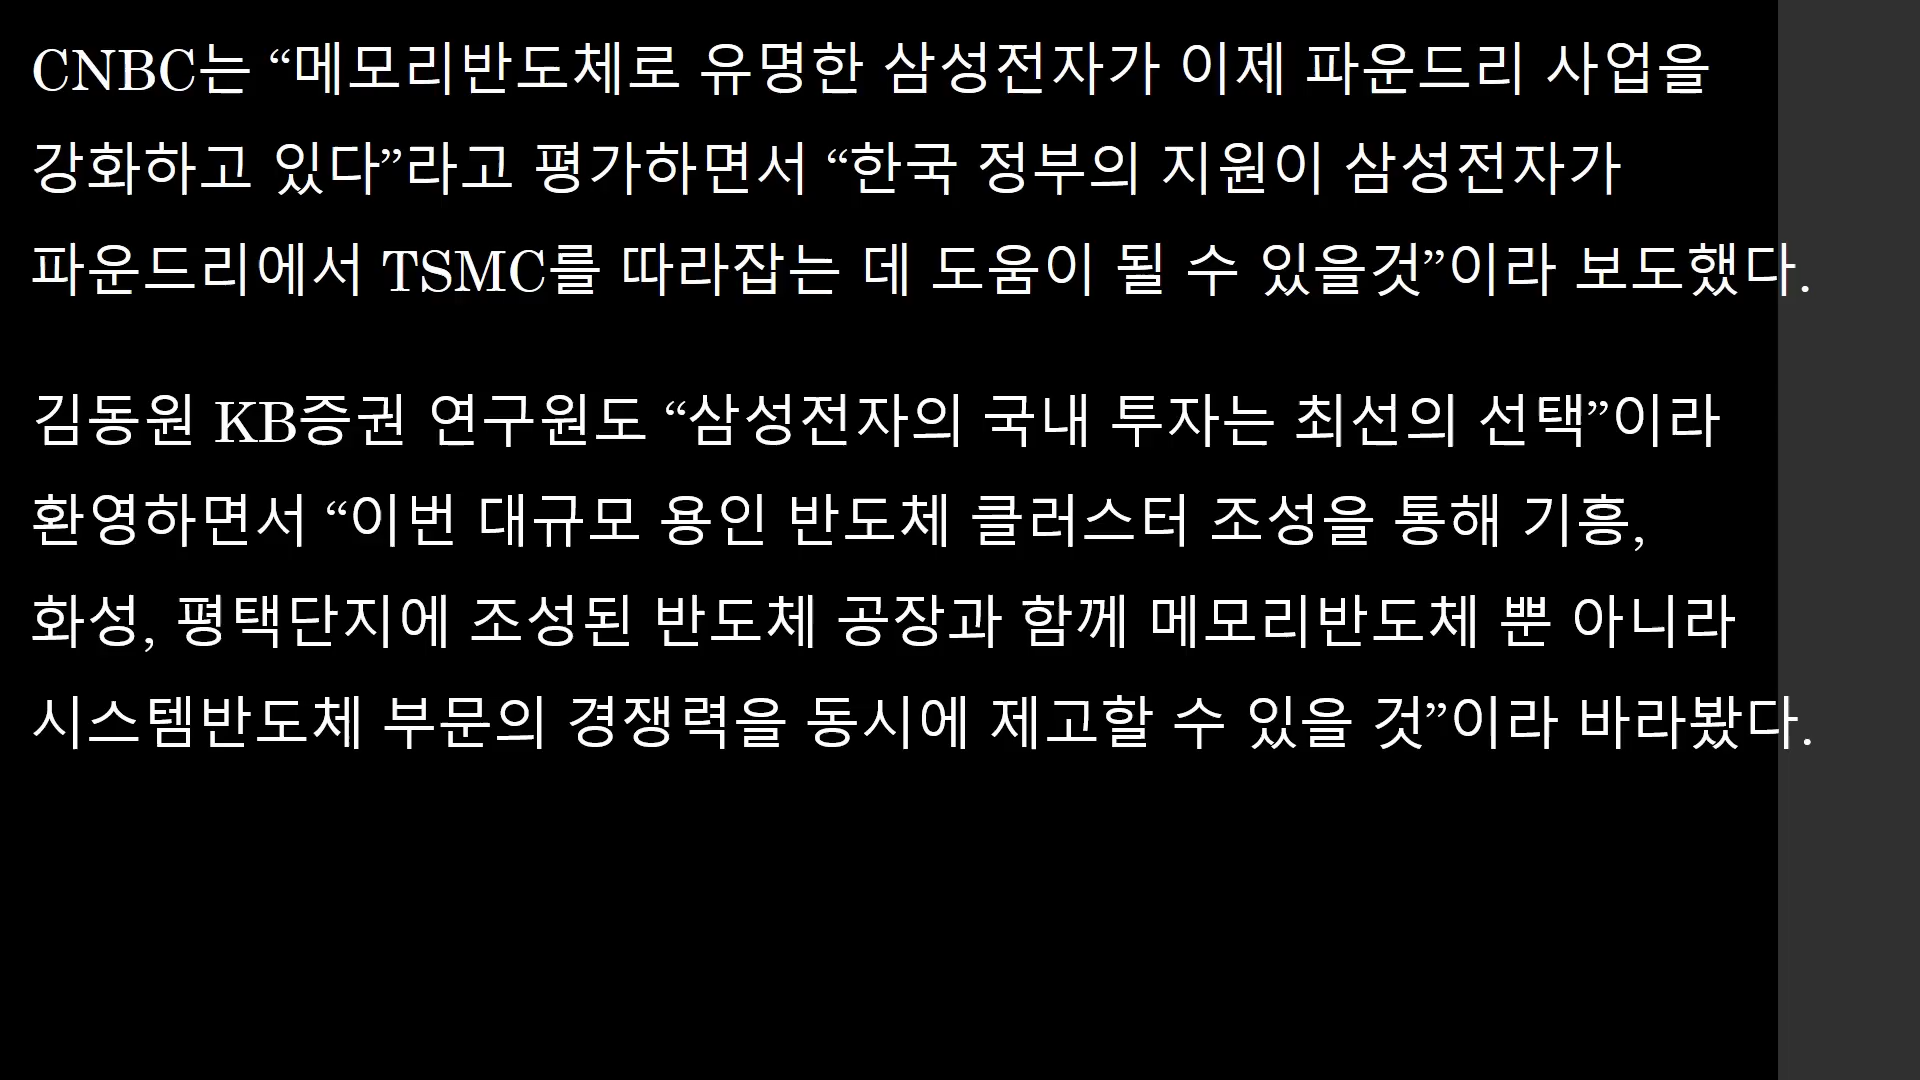 CNBC는 “메모리반도체로 유명한 삼성전자가 이제 파운드리 사업을
강화하고 있다”라고 평가하면서 “한국 정부의 지원이 삼성전자가
파운드리에서 TSMC를 따라잡는 데 도움이 될 수 있을것”이라 보도했다.
김동원 KB증권 연구원도 “삼성전자의 국내 투자는 최선의 선택”이라
환영하면서 “이번 대규모 용인 반도체 클러스터 조성을 통해 기흥,
화성, 평택단지에 조성된 반도체 공장과 함께 메모리반도체 뿐 아니라
시스템반도체 부문의 경쟁력을 동시에 제고할 수 있을 것”이라 바라봤다.